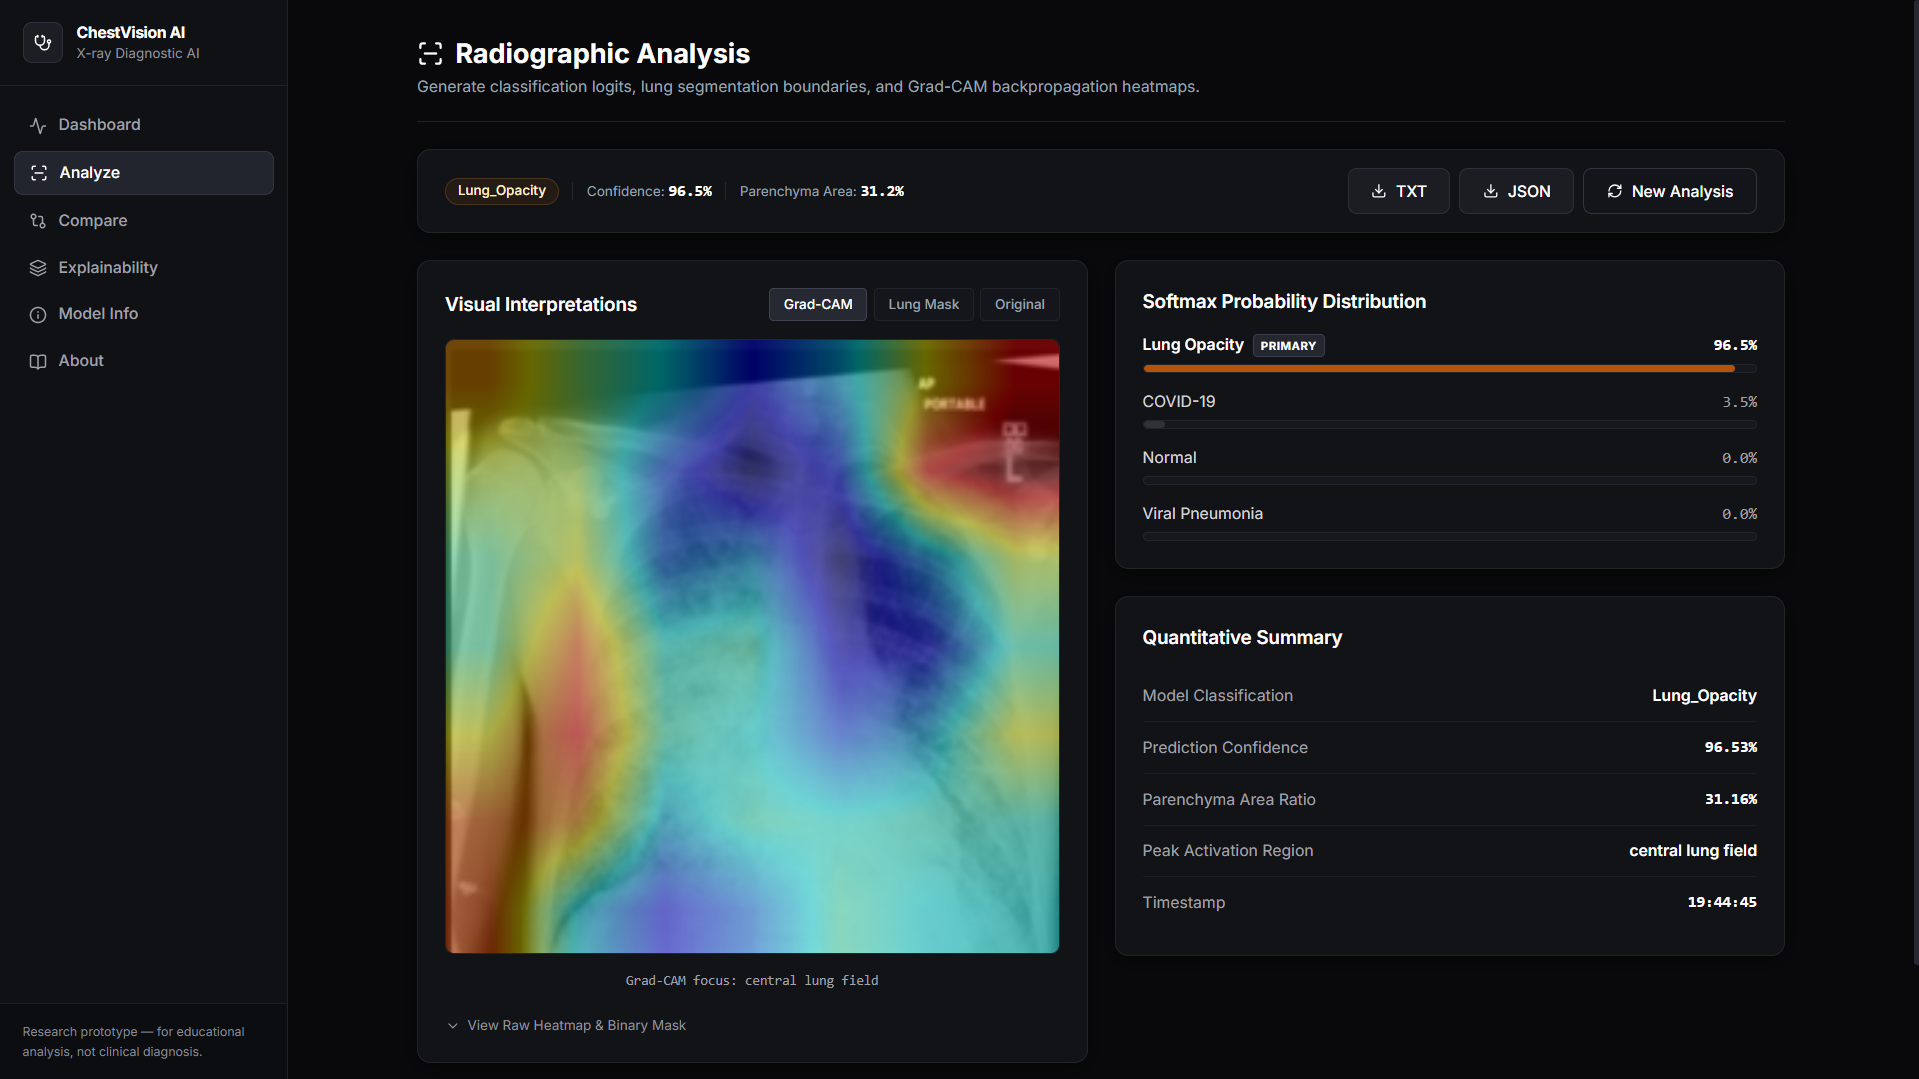 ChestVision AI
X-ray Diagnostic AI
Dashboard
Analyze
Compare
Explainability
Model Info
About
Research prototype — for educational
analysis, not clinical diagnosis.
Radiographic Analysis
Generate classification logits, lung segmentation boundaries, and Grad-CAM backpropagation heatmaps.
Lung_Opacity
Confidence: 96.5%
Parenchyma Area: 31.2%
TXT
JSON
New Analysis
Visual Interpretations
Grad-CAM
Lung Mask
Original
AP
PORTABLE
L
Grad-CAM focus: central lung field
View Raw Heatmap & Binary Mask
Softmax Probability Distribution
Lung Opacity PRIMARY 96.5%
COVID-19 3.5%
Normal 0.0%
Viral Pneumonia 0.0%
Quantitative Summary
Model Classification Lung_Opacity
Prediction Confidence 96.53%
Parenchyma Area Ratio 31.16%
Peak Activation Region central lung field
Timestamp 19:44:45